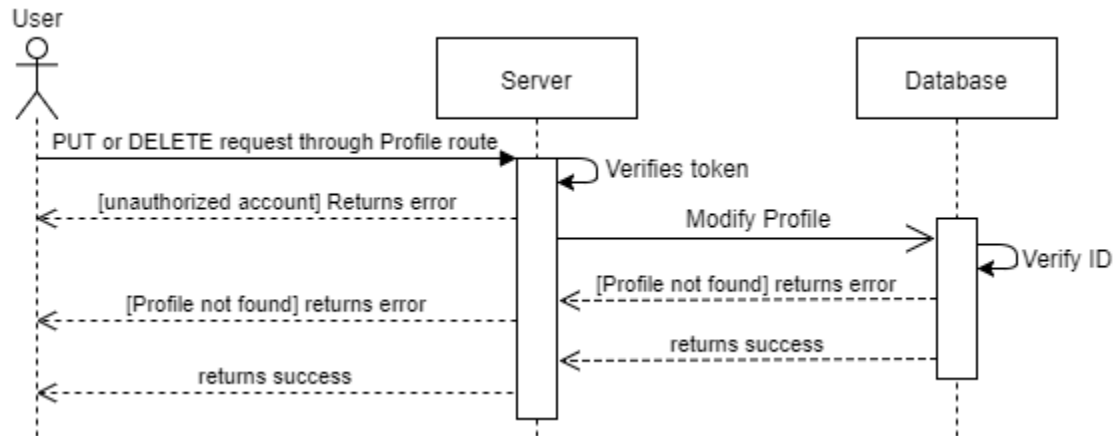 User
Server
Database
PUT or DELETE request through Profile route
Verifies token
[unauthorized account] Returns error
Modify Profile
Verify ID
[Profile not found] returns error
[Profile not found] returns error
returns success
returns success